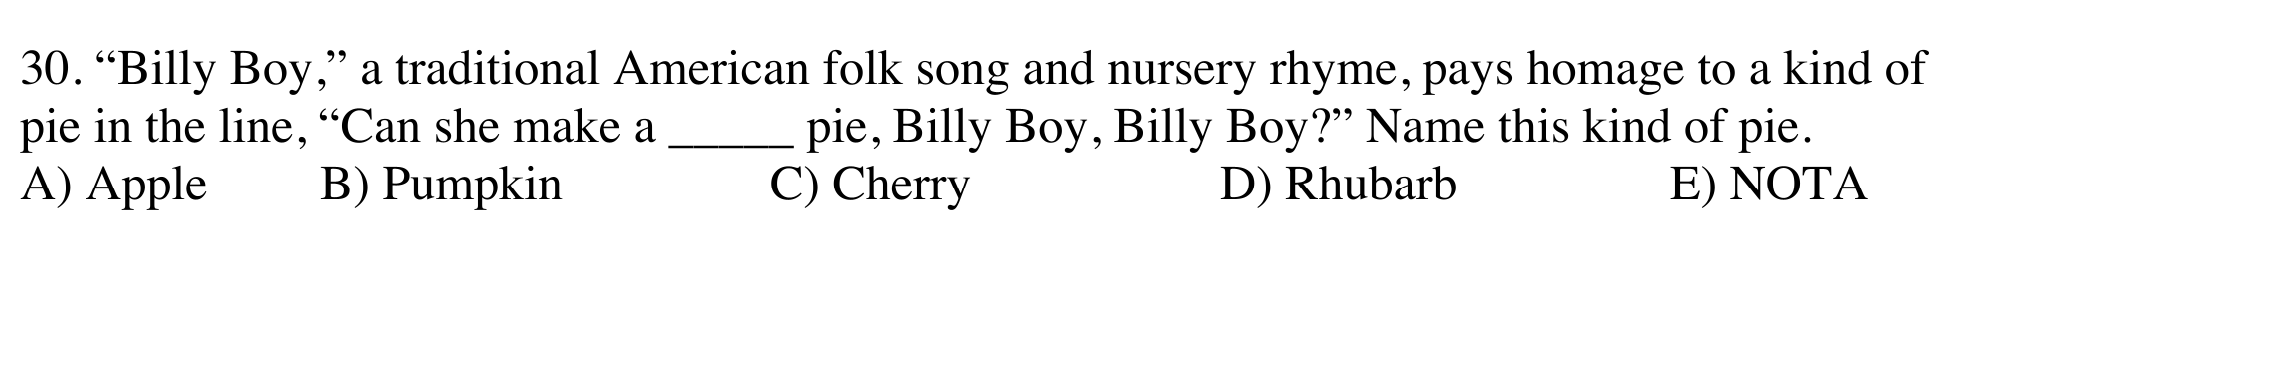 30. “Billy Boy,” a traditional American folk song and nursery rhyme, pays homage to a kind of
pie in the line, “Can she make a _____ pie, Billy Boy, Billy Boy?” Name this kind of pie.
A) Apple B) Pumpkin C) Cherry D) Rhubarb E) NOTA